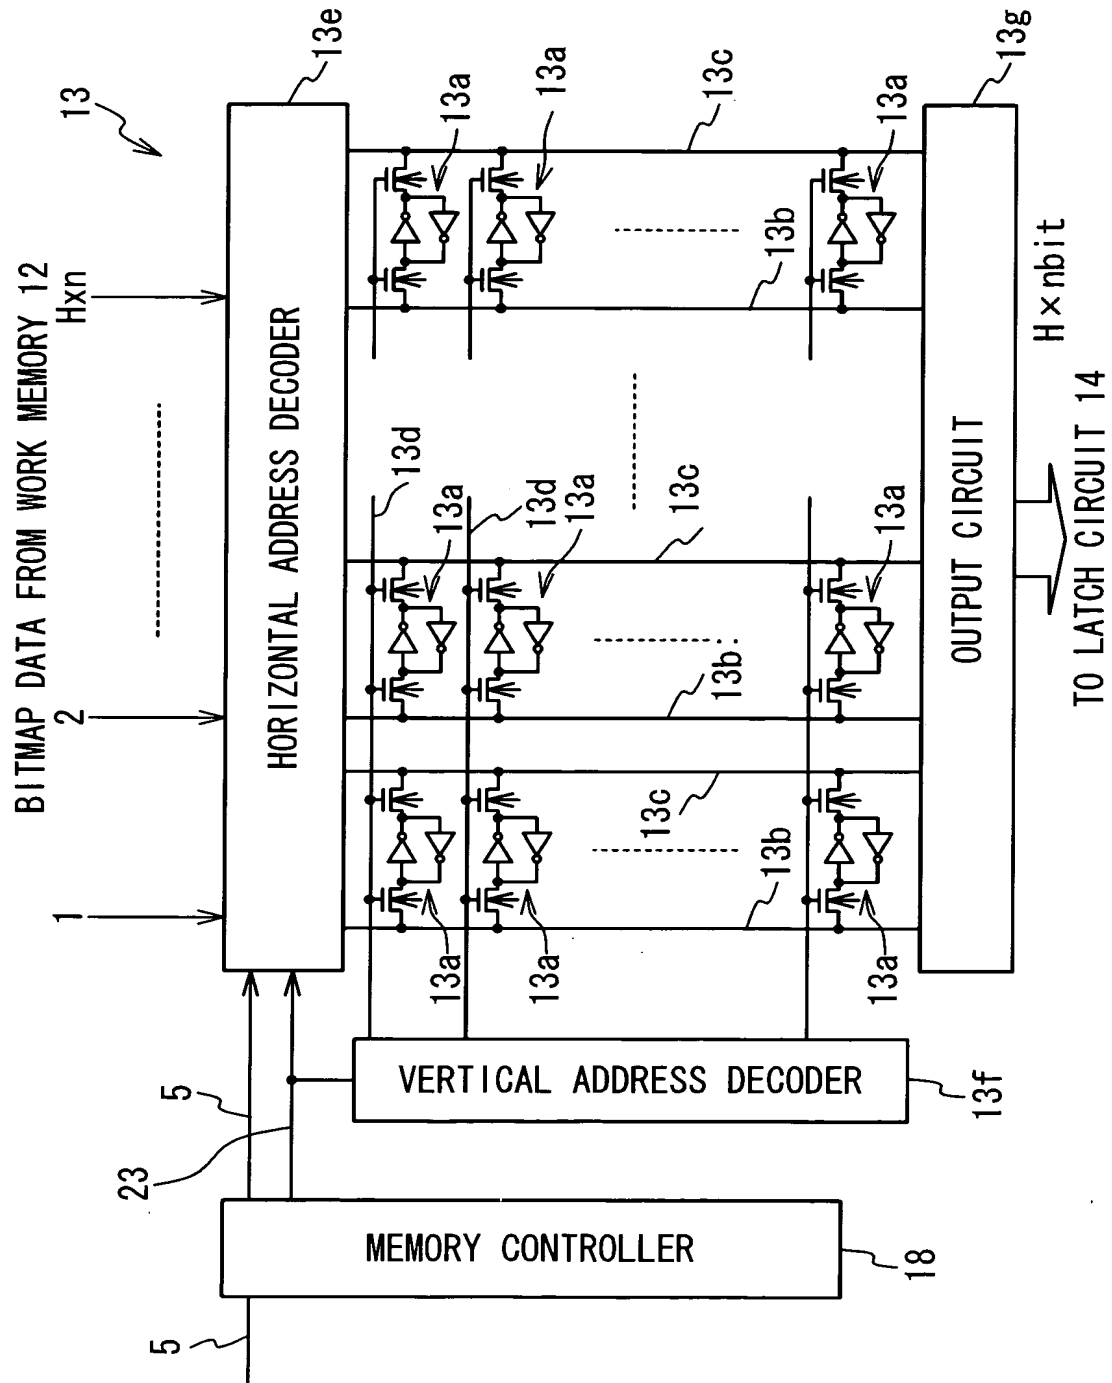 BITMAP DATA FROM WORK MEMORY 12
1
2
Hxn
13
5
5
23
HORIZONTAL ADDRESS DECODER
13e
13d
13a
13a
13a
13a
13a
13d
13a
13a
13c
13b
13c
13b
13c
13b
13a
13a
13a
VERTICAL ADDRESS DECODER
13f
MEMORY CONTROLLER
18
OUTPUT CIRCUIT
13g
H×nbit
TO LATCH CIRCUIT 14